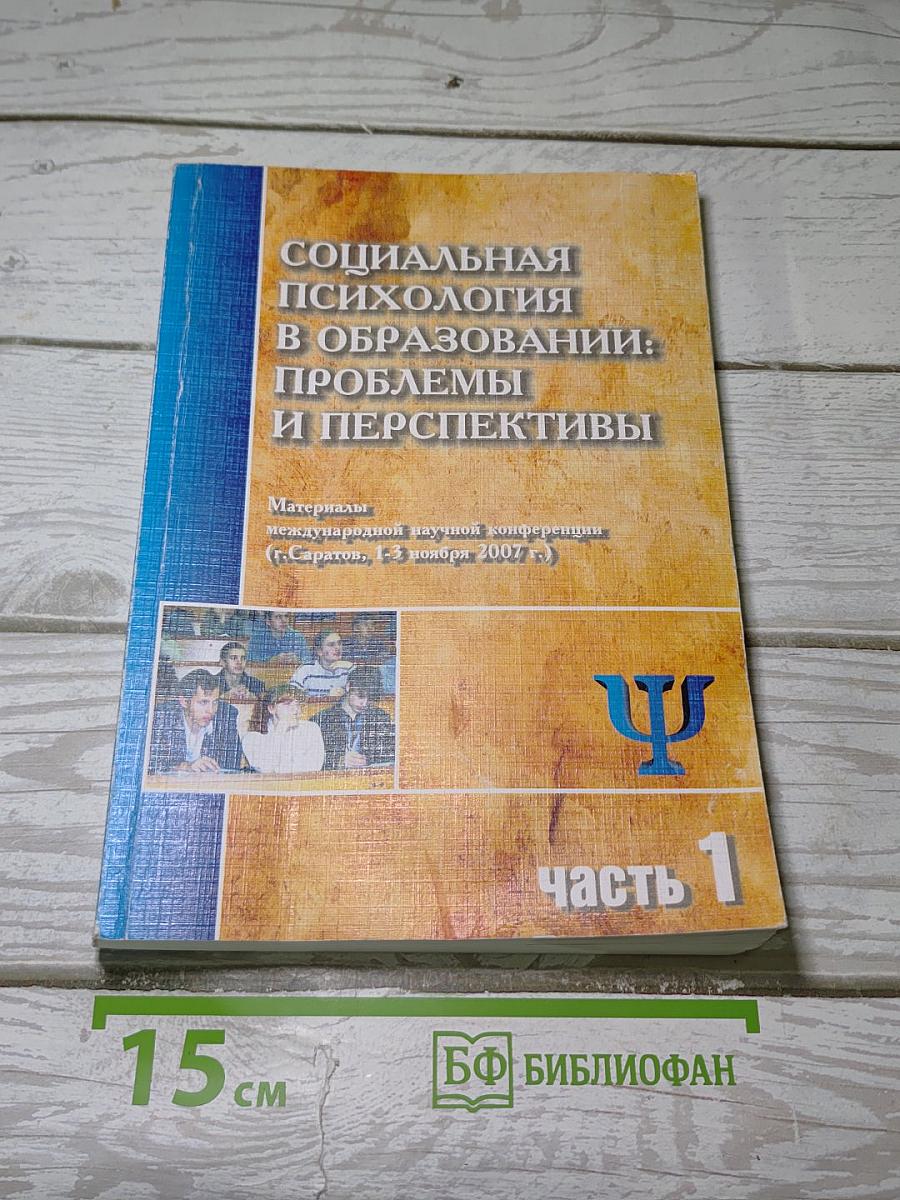 СОЦИАЛЬНАЯ
ПСИХОЛОГИЯ
В ОБРАЗОВАНИИ:
ПРОБЛЕМЫ
И ПЕРСПЕКТИВЫ
Материалы
международной научной конференции
(г.Саратов, 1-3 ноября 2007 г.)
Ψ
часть 1
15 см
БФ БИБЛИОФАН